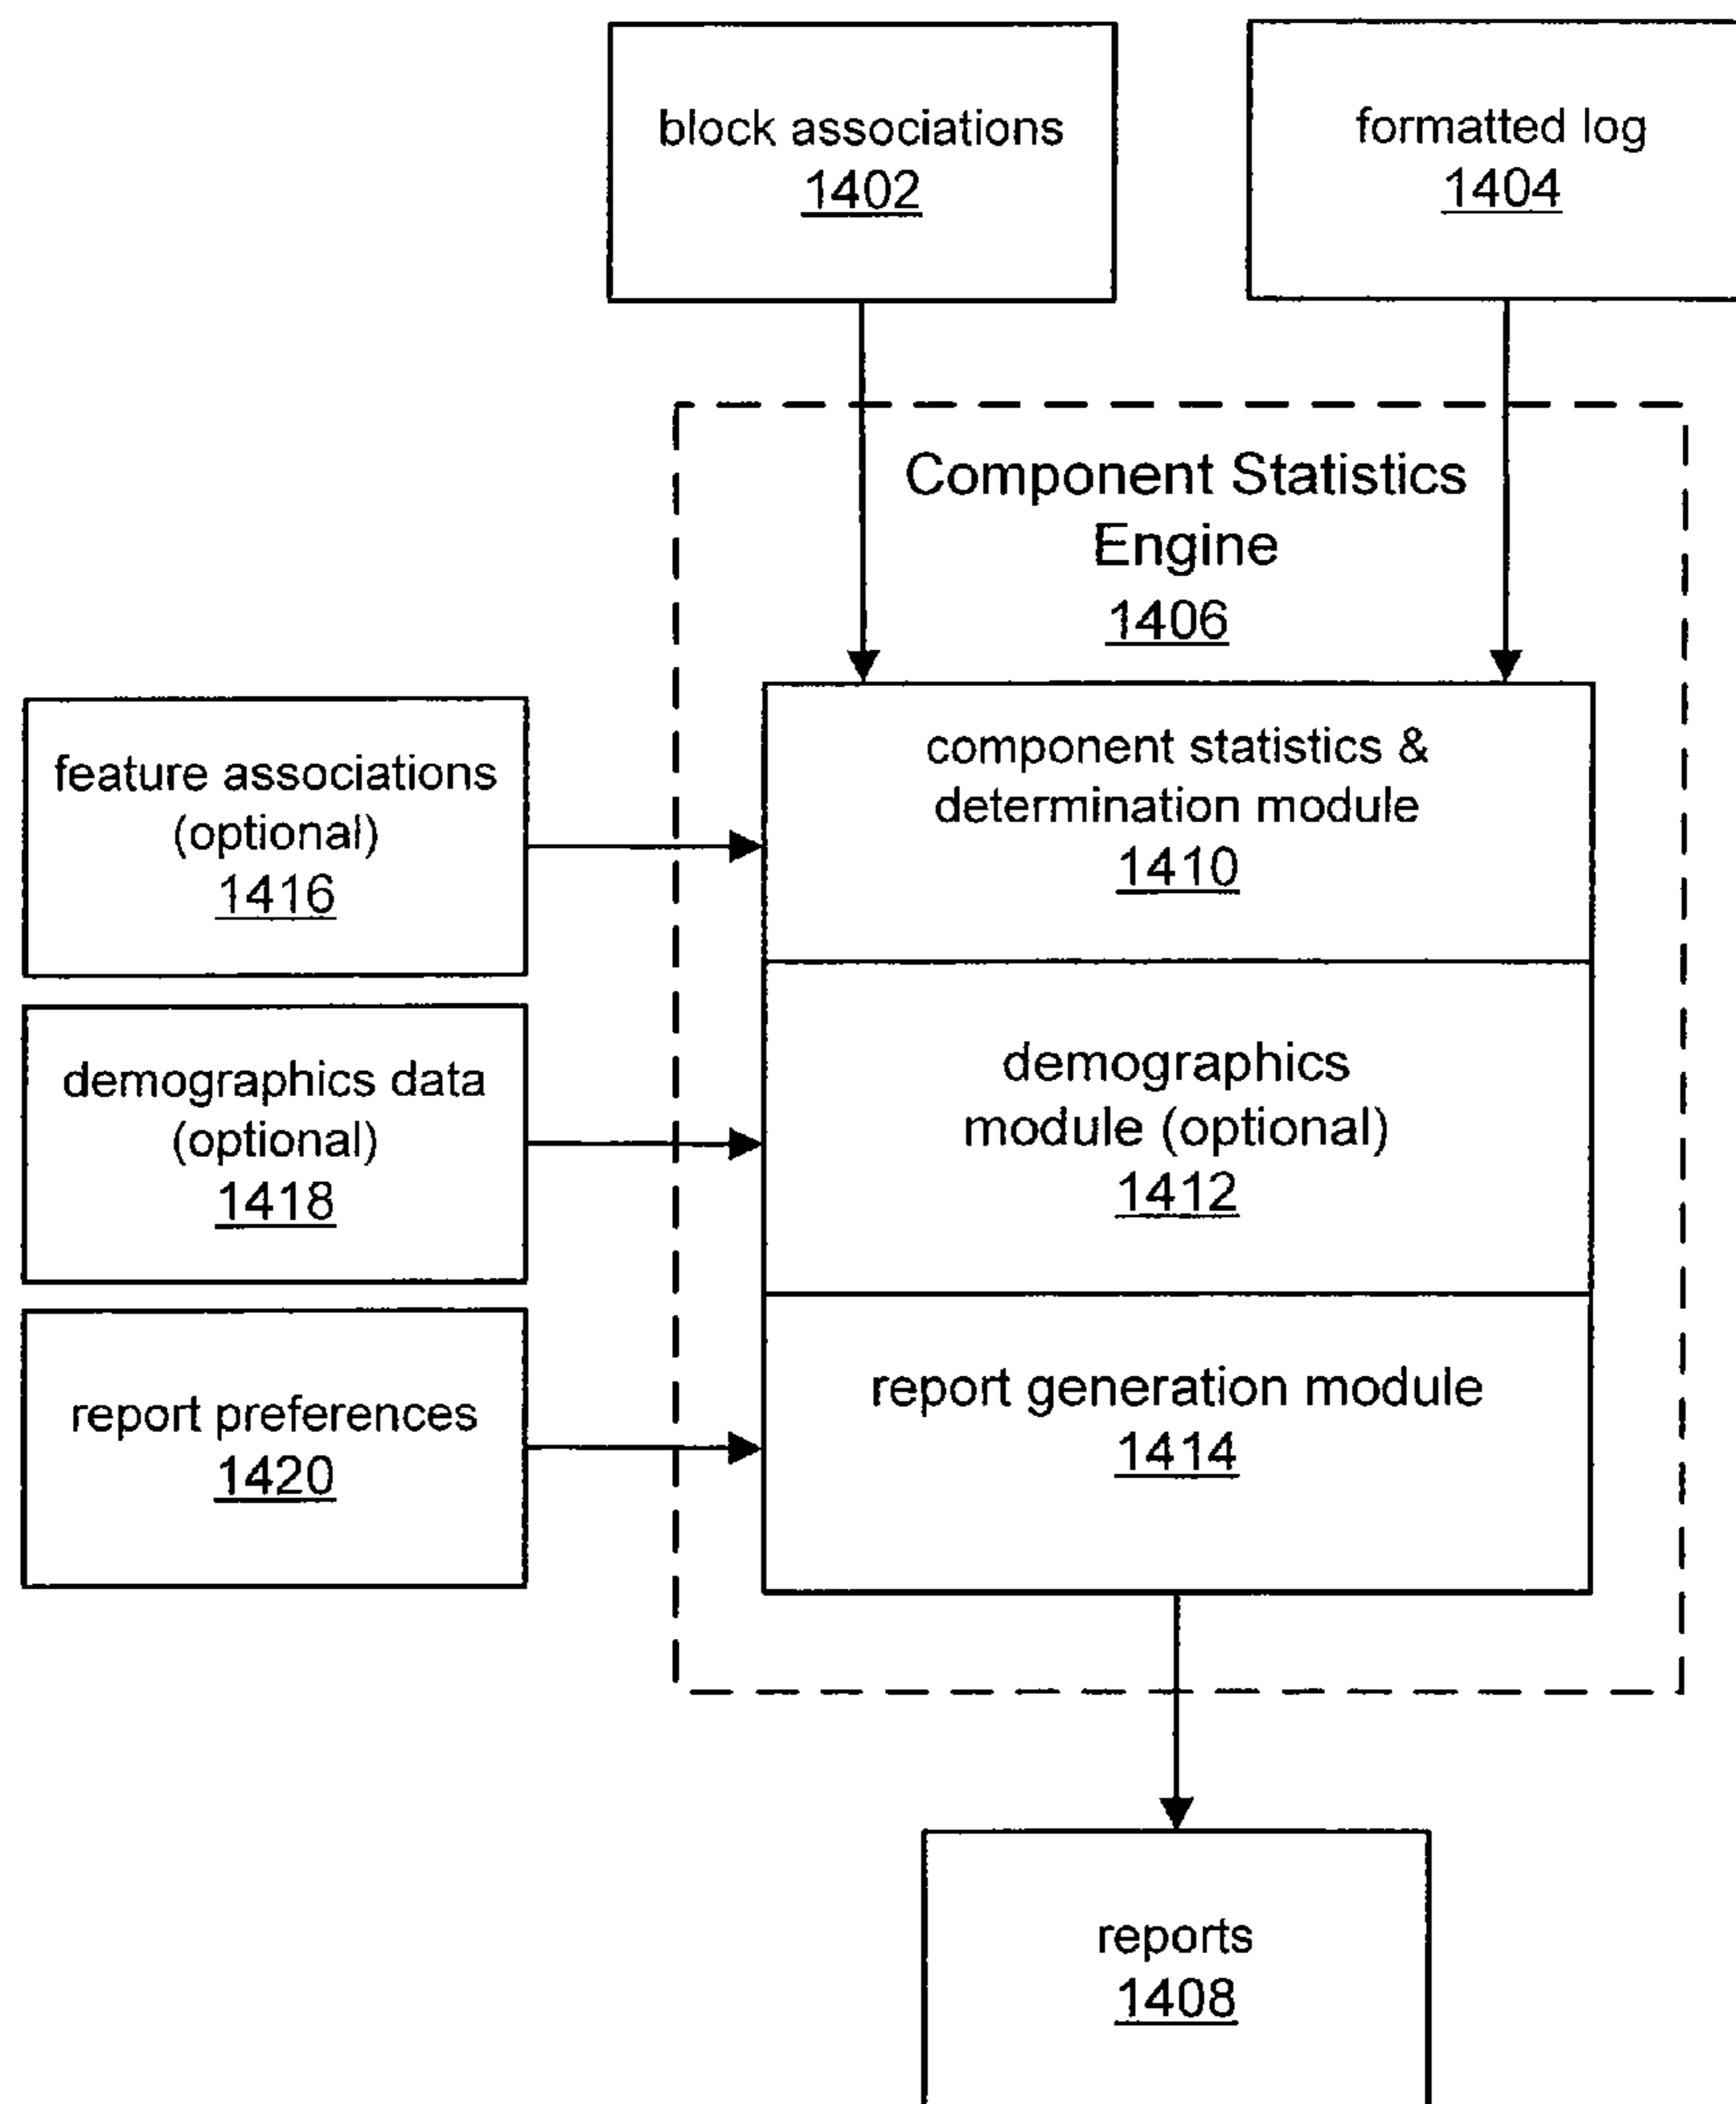 block associations
1402
formatted log
1404
Component Statistics
Engine
1406
feature associations
(optional)
1416
component statistics &
determination module
1410
demographics data
(optional)
1418
demographics
module (optional)
1412
report preferences
1420
report generation module
1414
reports
1408